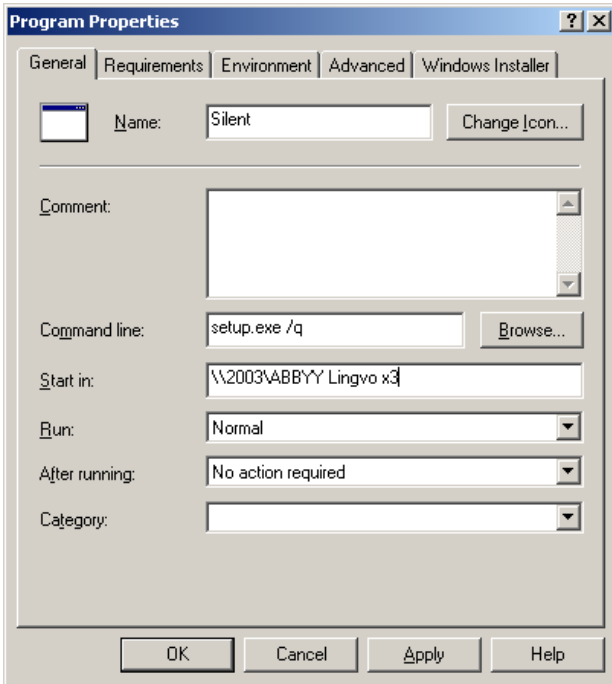 Program Properties
General Requirements Environment Advanced Windows Installer
Name: Silent Change Icon...
Comment:
Command line: setup.exe /q Browse...
Start in: \\2003\ABBYY Lingvo x3
Run: Normal
After running: No action required
Category:
OK Cancel Apply Help